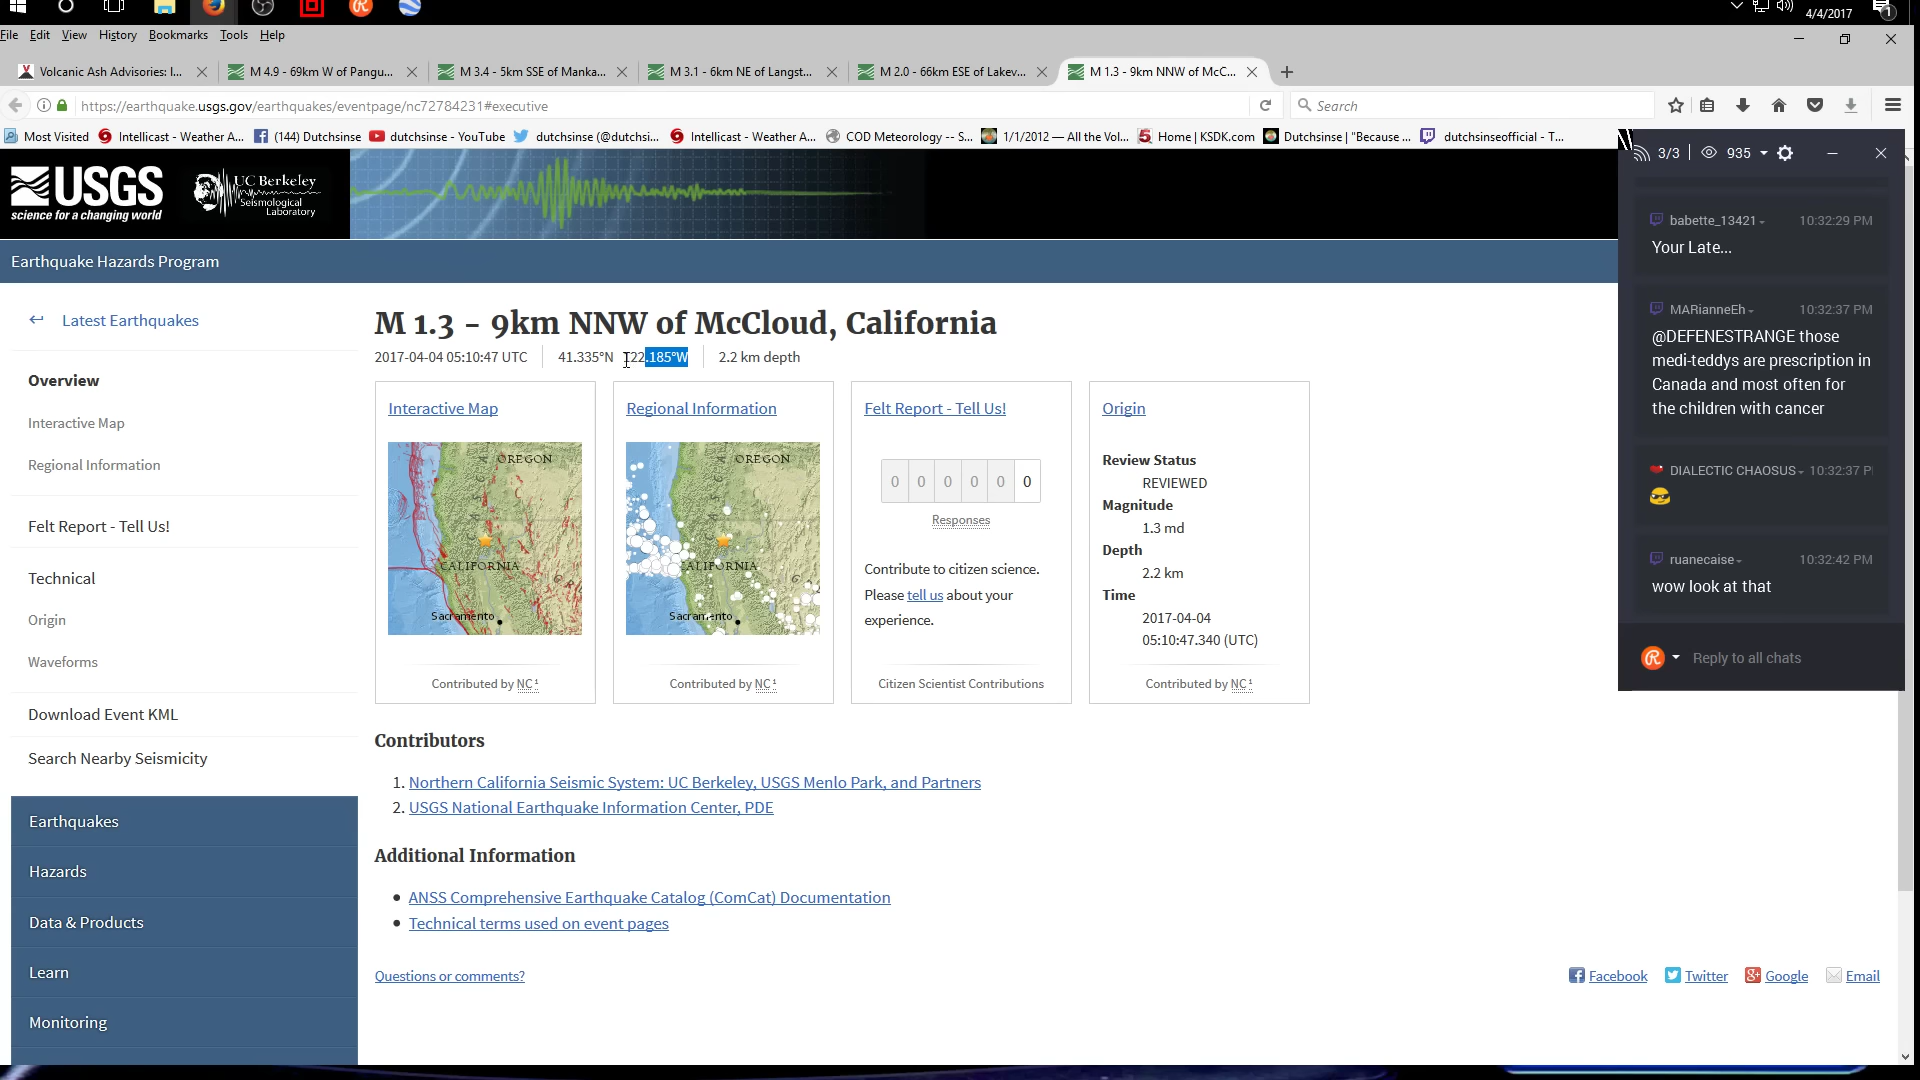 4/4/2017
1
File Edit View History Bookmarks Tools Help
Volcanic Ash Advisories: I...
M 4.9 - 69km W of Pangu...
M 3.4 - 5km SSE of Manka...
M 3.1 - 6km NE of Langst...
M 2.0 - 66km ESE of Lakev...
M 1.3 - 9km NNW of McC...
https://earthquake.usgs.gov/earthquakes/eventpage/nc72784231#executive
Search
Most Visited
Intellicast - Weather A...
(144) Dutchsinse
dutchsinse - YouTube
dutchsinse (@dutchsi...
Intellicast - Weather A...
COD Meteorology -- S...
1/1/2012 — All the Vol...
Home | KSDK.com
Dutchsinse | "Because ...
dutchsinseofficial - T...
USGS
science for a changing world
UC Berkeley
Seismological
Laboratory
Earthquake Hazards Program
Latest Earthquakes
Overview
Interactive Map
Regional Information
Felt Report - Tell Us!
Technical
Origin
Waveforms
Download Event KML
Search Nearby Seismicity
Earthquakes
Hazards
Data & Products
Learn
Monitoring
M 1.3 - 9km NNW of McCloud, California
2017-04-04 05:10:47 UTC 41.335°N 122.185°W 2.2 km depth
Interactive Map
OREGON
CALIFORNIA
Sacramento
Contributed by NC 1
Regional Information
OREGON
CALIFORNIA
Sacramento
Contributed by NC 1
Felt Report - Tell Us!
0 0 0 0 0 0
Responses
Contribute to citizen science.
Please tell us about your
experience.
Citizen Scientist Contributions
Origin
Review Status
REVIEWED
Magnitude
1.3 md
Depth
2.2 km
Time
2017-04-04
05:10:47.340 (UTC)
Contributed by NC 1
Contributors
1. Northern California Seismic System: UC Berkeley, USGS Menlo Park, and Partners
2. USGS National Earthquake Information Center, PDE
Additional Information
ANSS Comprehensive Earthquake Catalog (ComCat) Documentation
Technical terms used on event pages
Questions or comments?
Facebook Twitter Google Email
3/3 935
babette_13421 10:32:29 PM
Your Late...
MARianneEh 10:32:37 PM
@DEFENESTRANGE those
medi-teddys are prescription in
Canada and most often for
the children with cancer
DIALECTIC CHAOSUS 10:32:37 P
ruanecaise 10:32:42 PM
wow look at that
Reply to all chats